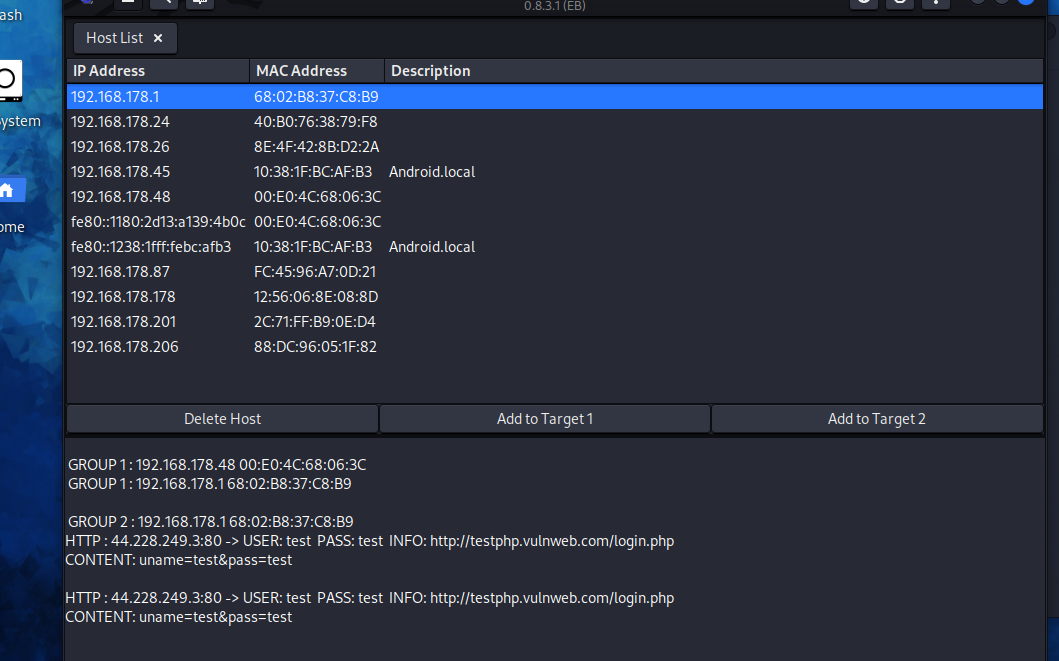 0.8.3.1 (EB)
ash
Host List ×
IP Address MAC Address Description
192.168.178.1 68:02:B8:37:C8:B9
192.168.178.24 40:B0:76:38:79:F8
ystem
192.168.178.26 8E:4F:42:8B:D2:2A
192.168.178.45 10:38:1F:BC:AF:B3 Android.local
192.168.178.48 00:E0:4C:68:06:3C
fe80::1180:2d13:a139:4b0c 00:E0:4C:68:06:3C
ome
fe80::1238:1fff:febc:afb3 10:38:1F:BC:AF:B3 Android.local
192.168.178.87 FC:45:96:A7:0D:21
192.168.178.178 12:56:06:8E:08:8D
192.168.178.201 2C:71:FF:B9:0E:D4
192.168.178.206 88:DC:96:05:1F:82
Delete Host Add to Target 1 Add to Target 2
GROUP 1 : 192.168.178.48 00:E0:4C:68:06:3C
GROUP 1 : 192.168.178.1 68:02:B8:37:C8:B9
GROUP 2 : 192.168.178.1 68:02:B8:37:C8:B9
HTTP : 44.228.249.3:80 -> USER: test PASS: test INFO: http://testphp.vulnweb.com/login.php
CONTENT: uname=test&pass=test
HTTP : 44.228.249.3:80 -> USER: test PASS: test INFO: http://testphp.vulnweb.com/login.php
CONTENT: uname=test&pass=test